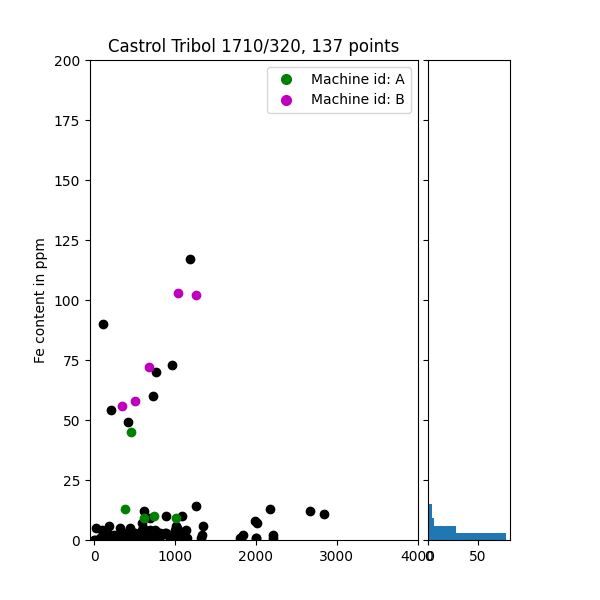 Castrol Tribol 1710/320, 137 points
Machine id: A
Machine id: B
Fe content in ppm
200
175
150
125
100
75
50
25
0
0 1000 2000 3000 4000
0 50